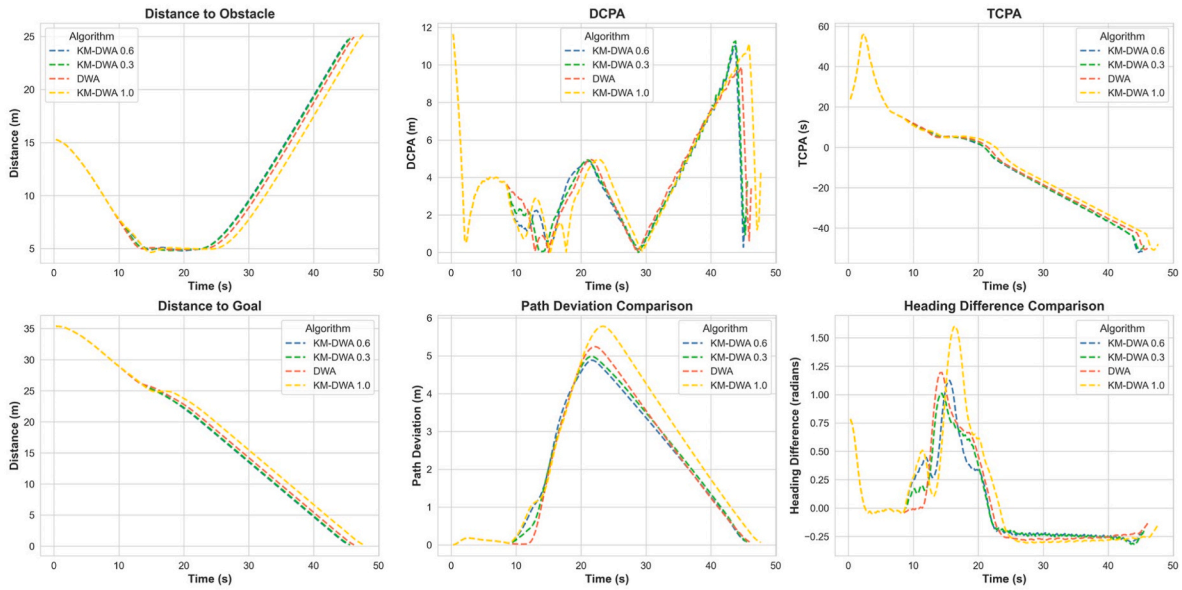 Distance to Obstacle
Distance (m)
25
20
15
10
5
Algorithm
KM-DWA 0.6
KM-DWA 0.3
DWA
KM-DWA 1.0
0 10 20 30 40 50
Time (s)
DCPA
DCPA (m)
12
10
8
6
4
2
0
Algorithm
KM-DWA 0.6
KM-DWA 0.3
DWA
KM-DWA 1.0
0 10 20 30 40 50
Time (s)
TCPA
TCPA (s)
60
40
20
0
−20
−40
Algorithm
KM-DWA 0.6
KM-DWA 0.3
DWA
KM-DWA 1.0
0 10 20 30 40 50
Time (s)
Distance to Goal
Distance (m)
35
30
25
20
15
10
5
0
Algorithm
KM-DWA 0.6
KM-DWA 0.3
DWA
KM-DWA 1.0
0 10 20 30 40 50
Time (s)
Path Deviation Comparison
Path Deviation (m)
6
5
4
3
2
1
0
Algorithm
KM-DWA 0.6
KM-DWA 0.3
DWA
KM-DWA 1.0
0 10 20 30 40 50
Time (s)
Heading Difference Comparison
Heading Difference (radians)
1.50
1.25
1.00
0.75
0.50
0.25
0.00
−0.25
Algorithm
KM-DWA 0.6
KM-DWA 0.3
DWA
KM-DWA 1.0
0 10 20 30 40 50
Time (s)